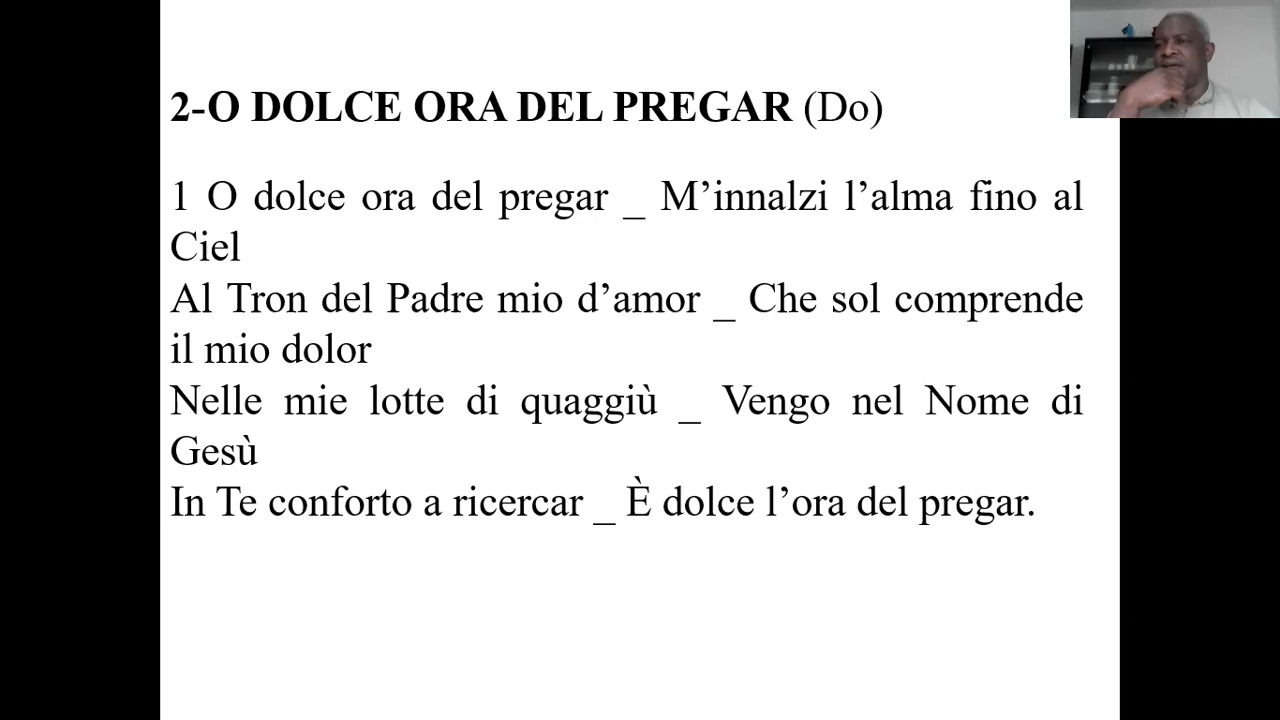 2-O DOLCE ORA DEL PREGAR (Do)
1 O dolce ora del pregar _ M’innalzi l’alma fino al
Ciel
Al Tron del Padre mio d’amor _ Che sol comprende
il mio dolor
Nelle mie lotte di quaggiù _ Vengo nel Nome di
Gesù
In Te conforto a ricercar _ È dolce l’ora del pregar.